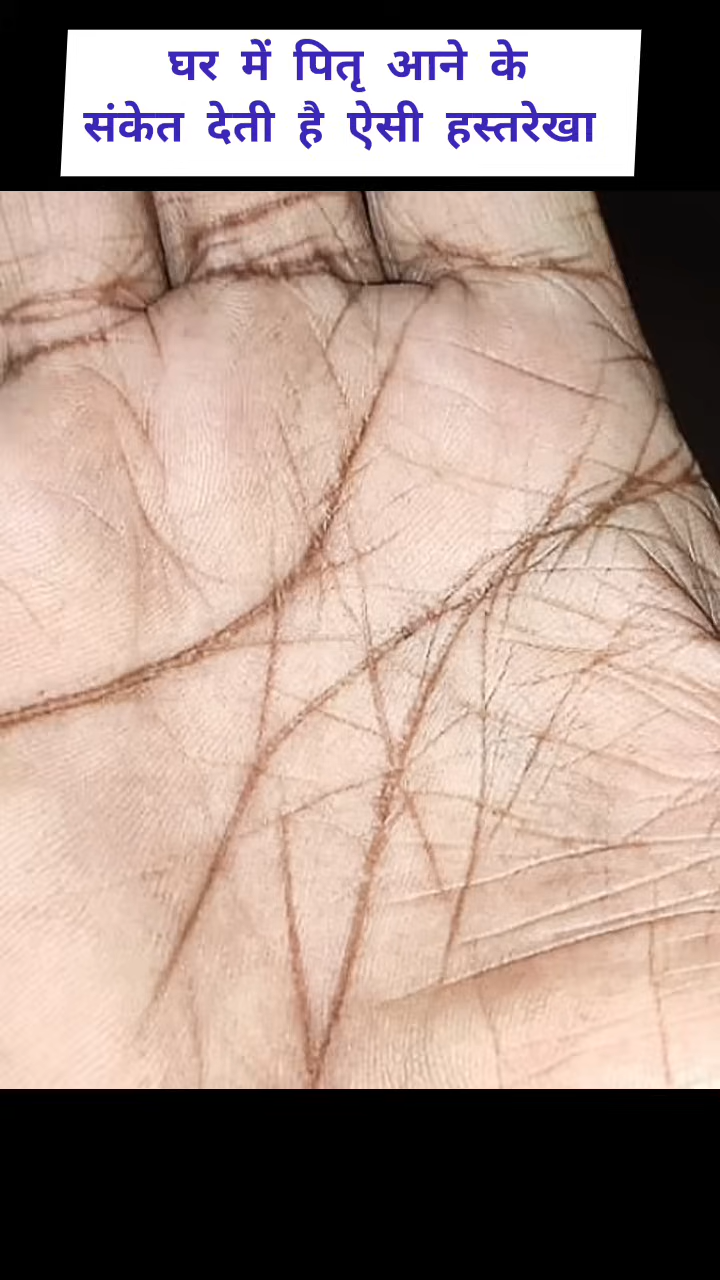 घर में पितृ आने के
संकेत देती है ऐसी हस्तरेखा